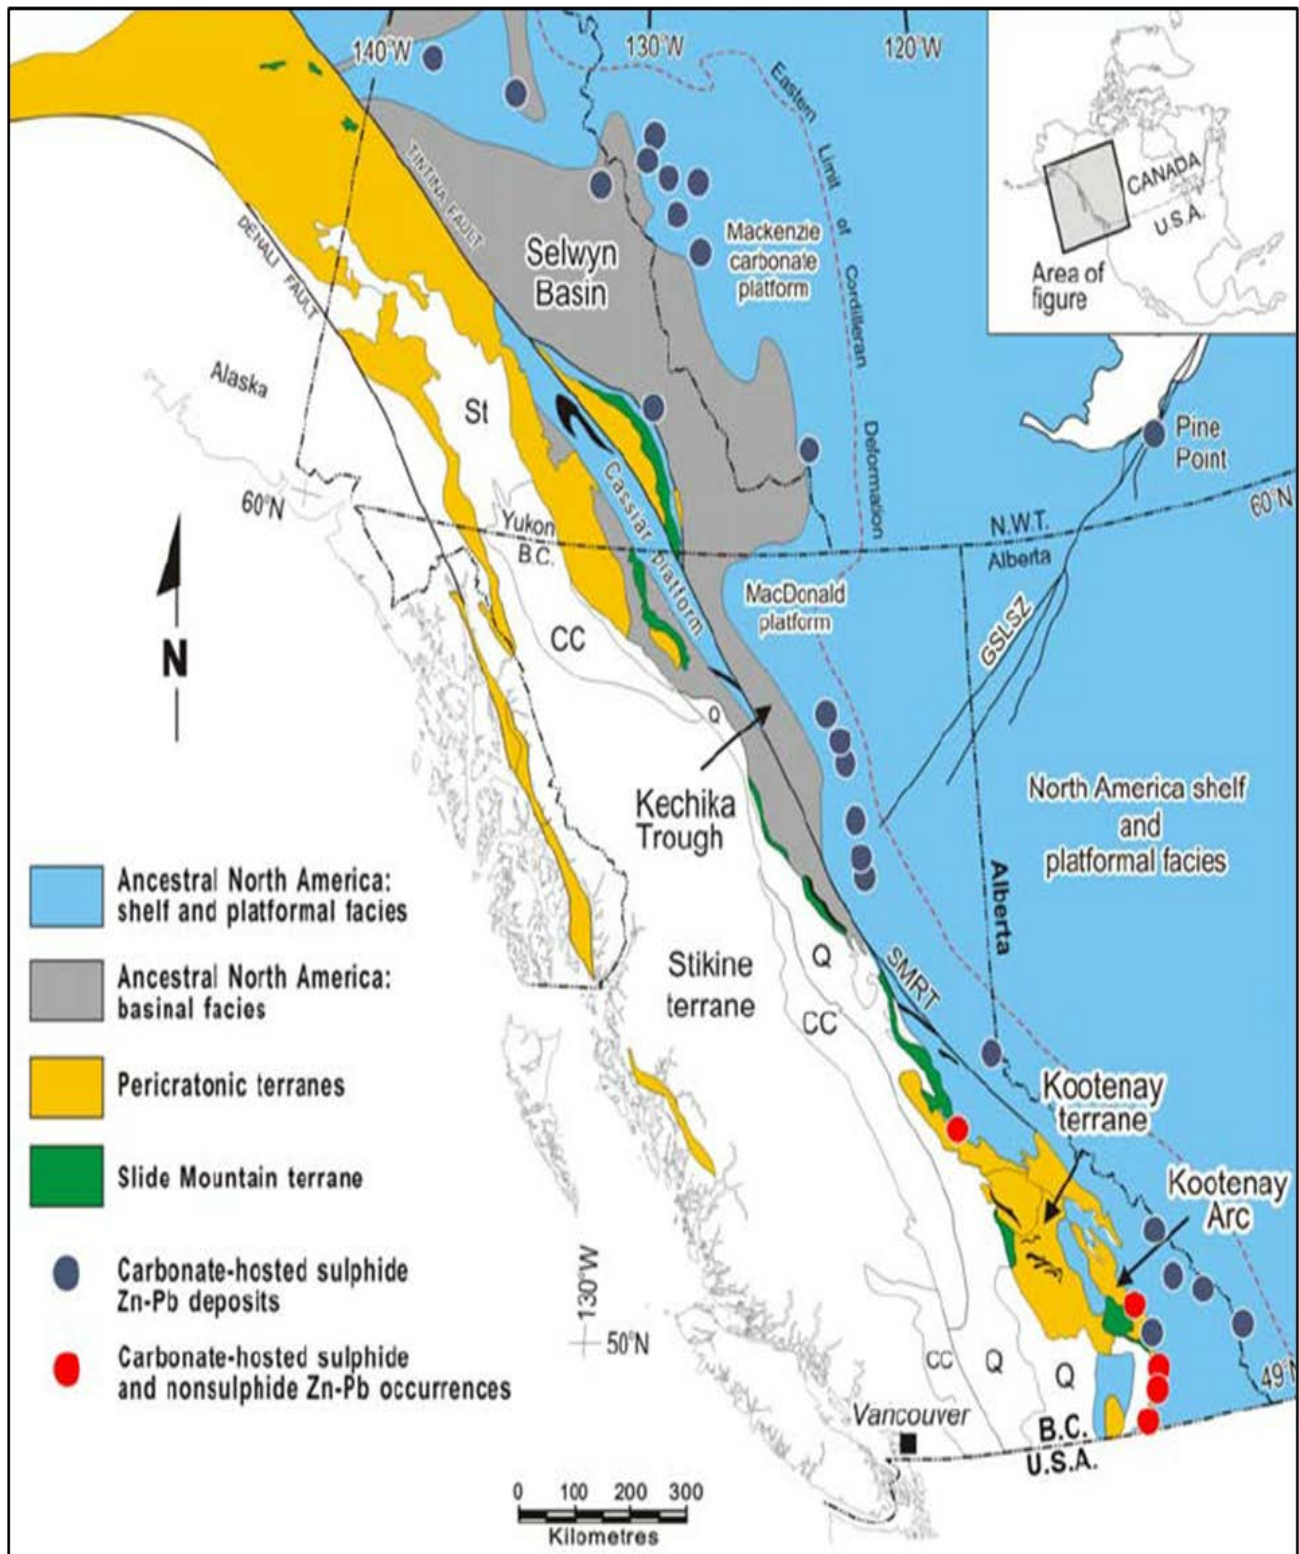 140°W
130°W
120°W
Eastern Limit of Cordilleran Deformation
CANADA
U.S.A.
Area of
figure
TINTINA FAULT
DENALI FAULT
Selwyn
Basin
Mackenzie
carbonate
platform
Alaska
St
Pine
Point
60°N
60°N
Cassiar platform
Yukon
B.C.
N.W.T.
Alberta
MacDonald
platform
GSLSZ
CC
N
Q
Kechika
Trough
North America shelf
and
platformal facies
Alberta
Ancestral North America:
shelf and platformal facies
Ancestral North America:
basinal facies
Stikine
terrane
Q
SMRT
CC
Pericratonic terranes
Kootenay
terrane
Slide Mountain terrane
Kootenay
Arc
Carbonate-hosted sulphide
Zn-Pb deposits
130°W
50°N
Carbonate-hosted sulphide
and nonsulphide Zn-Pb occurrences
CC
Q
Q
49°N
Vancouver
B.C.
U.S.A.
0 100 200 300
Kilometres